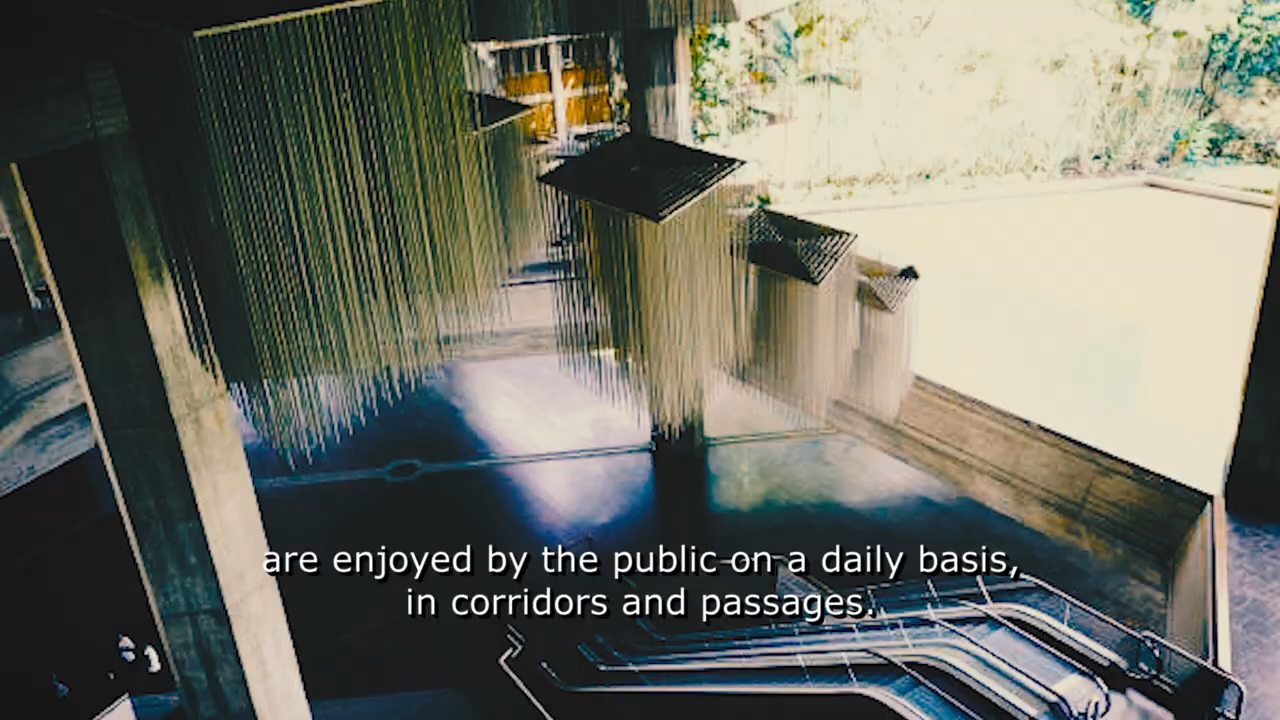 are enjoyed by the public on a daily basis,
in corridors and passages.